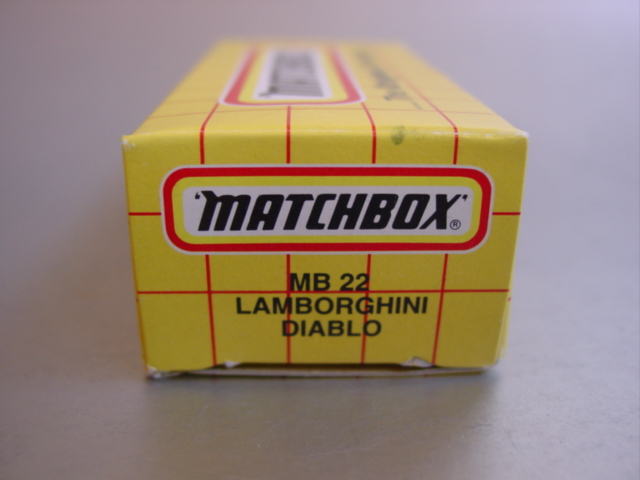 "MATCHBOX"®
MB 22
LAMBORGHINI
DIABLO